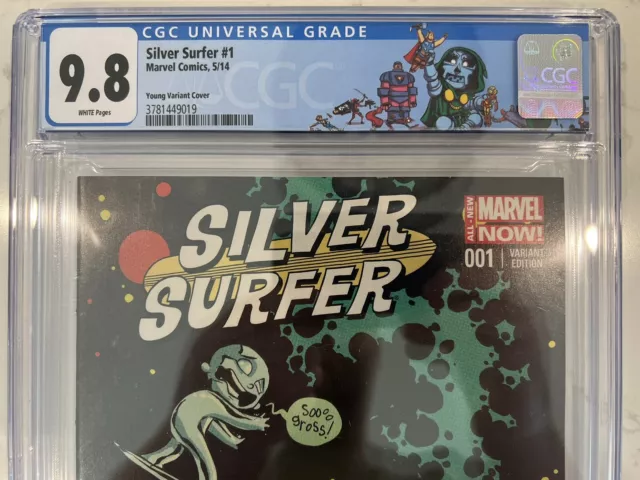 CGC UNIVERSAL GRADE
9.8
WHITE Pages
Silver Surfer #1
Marvel Comics, 5/14
Young Variant Cover
3781449019
CGC
CGC
SILVER
SURFER
ALL-NEW
MARVEL
NOW!
001 VARIANT
EDITION
Sooo
gross!